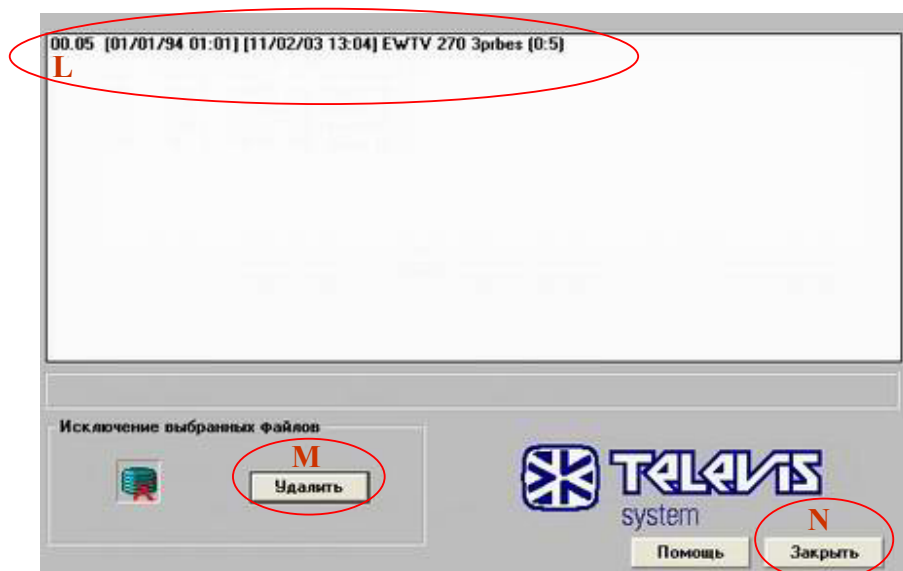 00.05 [01/01/94 01:01] [11/02/03 13:04] EWTV 270 3prbes (0:5)
L
Исключение выбранных файлов
M
Удалить
TELEVIS
system
N
Помощь
Закрыть